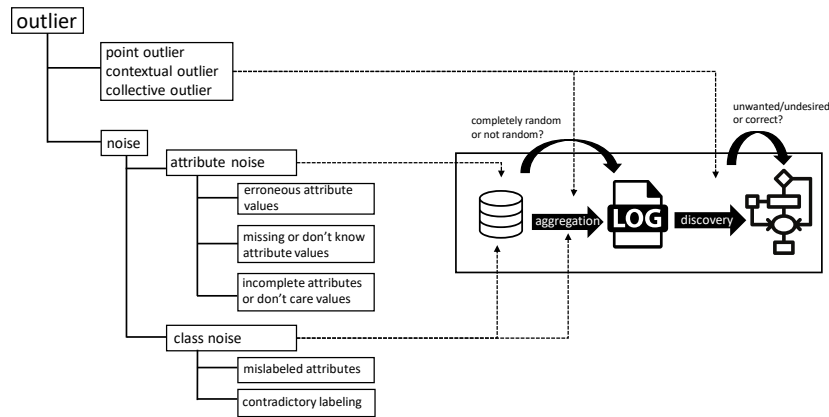 outlier
point outlier
contextual outlier
collective outlier
noise
attribute noise
erroneous attribute
values
missing or don't know
attribute values
incomplete attributes
or don't care values
class noise
mislabeled attributes
contradictory labeling
completely random
or not random?
unwanted/undesired
or correct?
aggregation
LOG
discovery